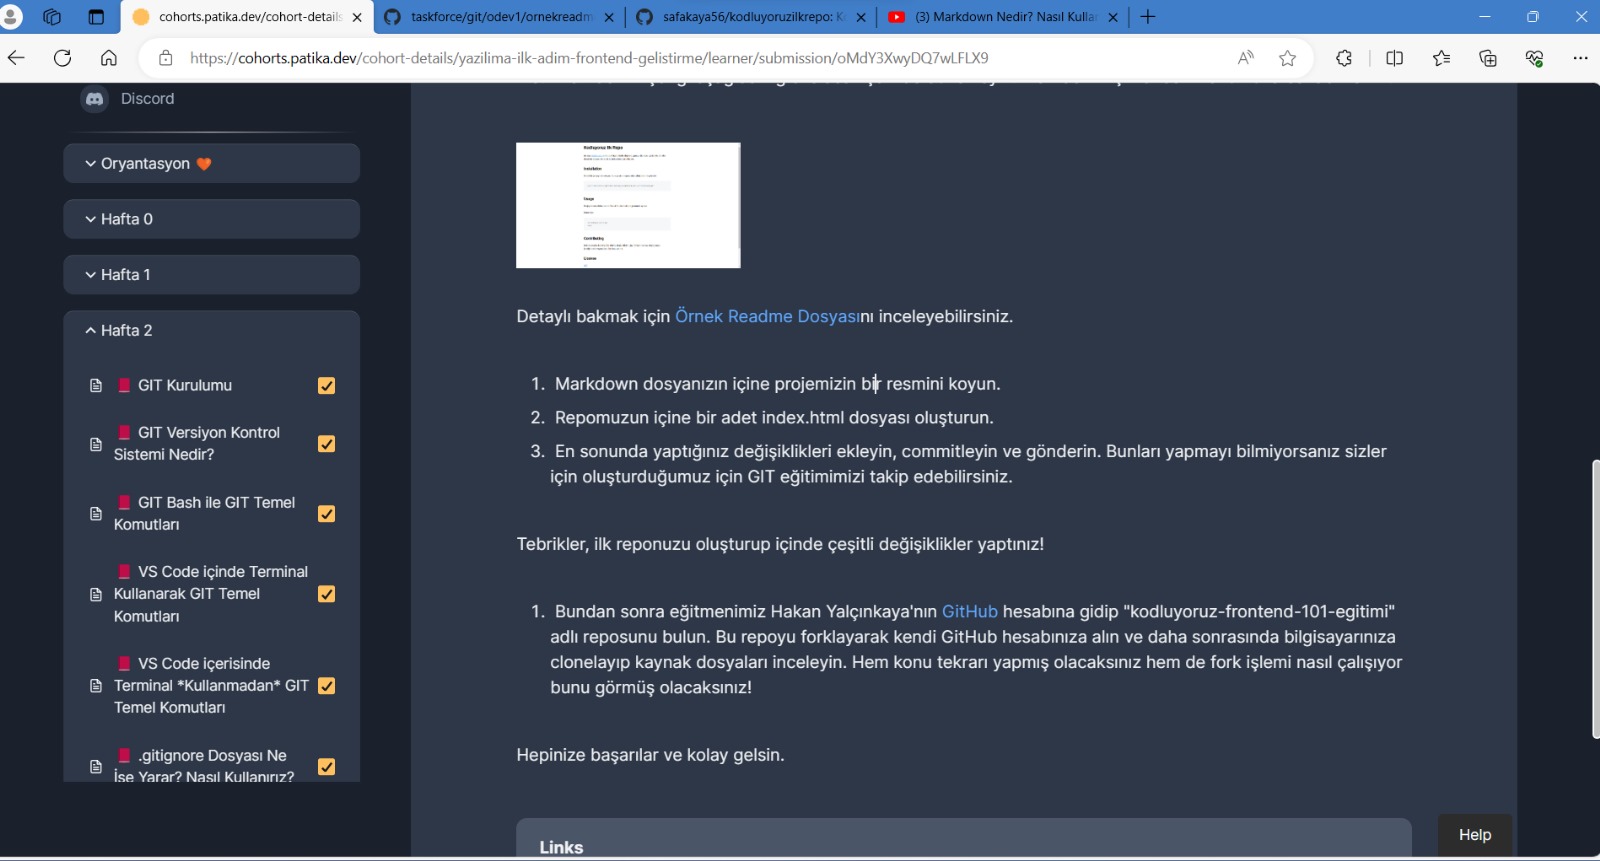 cohorts.patika.dev/cohort-details
taskforce/git/odev1/ornekreadm
safakaya56/kodluyoruzilkrepo: K
(3) Markdown Nedir? Nasıl Kullan
https://cohorts.patika.dev/cohort-details/yazilima-ilk-adim-frontend-gelistirme/learner/submission/oMdY3XwyDQ7wLFLX9
Discord
Oryantasyon
Hafta 0
Hafta 1
Hafta 2
GIT Kurulumu
GIT Versiyon Kontrol
Sistemi Nedir?
GIT Bash ile GIT Temel
Komutları
VS Code içinde Terminal
Kullanarak GIT Temel
Komutları
VS Code içerisinde
Terminal *Kullanmadan* GIT
Temel Komutları
.gitignore Dosyası Ne
İşe Yarar? Nasıl Kullanırız?
Installation
Usage
Contributing
License
Detaylı bakmak için Örnek Readme Dosyasını inceleyebilirsiniz.
1. Markdown dosyanızın içine projemizin bir resmini koyun.
2. Repomuzun içine bir adet index.html dosyası oluşturun.
3. En sonunda yaptığınız değişiklikleri ekleyin, commitleyin ve gönderin. Bunları yapmayı bilmiyorsanız sizler
için oluşturduğumuz için GIT eğitimimizi takip edebilirsiniz.
Tebrikler, ilk reponuzu oluşturup içinde çeşitli değişiklikler yaptınız!
1. Bundan sonra eğitmenimiz Hakan Yalçınkaya'nın GitHub hesabına gidip "kodluyoruz-frontend-101-egitimi"
adlı reposunu bulun. Bu repoyu forklayarak kendi GitHub hesabınıza alın ve daha sonrasında bilgisayarınıza
clonelayıp kaynak dosyaları inceleyin. Hem konu tekrarı yapmış olacaksınız hem de fork işlemi nasıl çalışıyor
bunu görmüş olacaksınız!
Hepinize başarılar ve kolay gelsin.
Links
Help